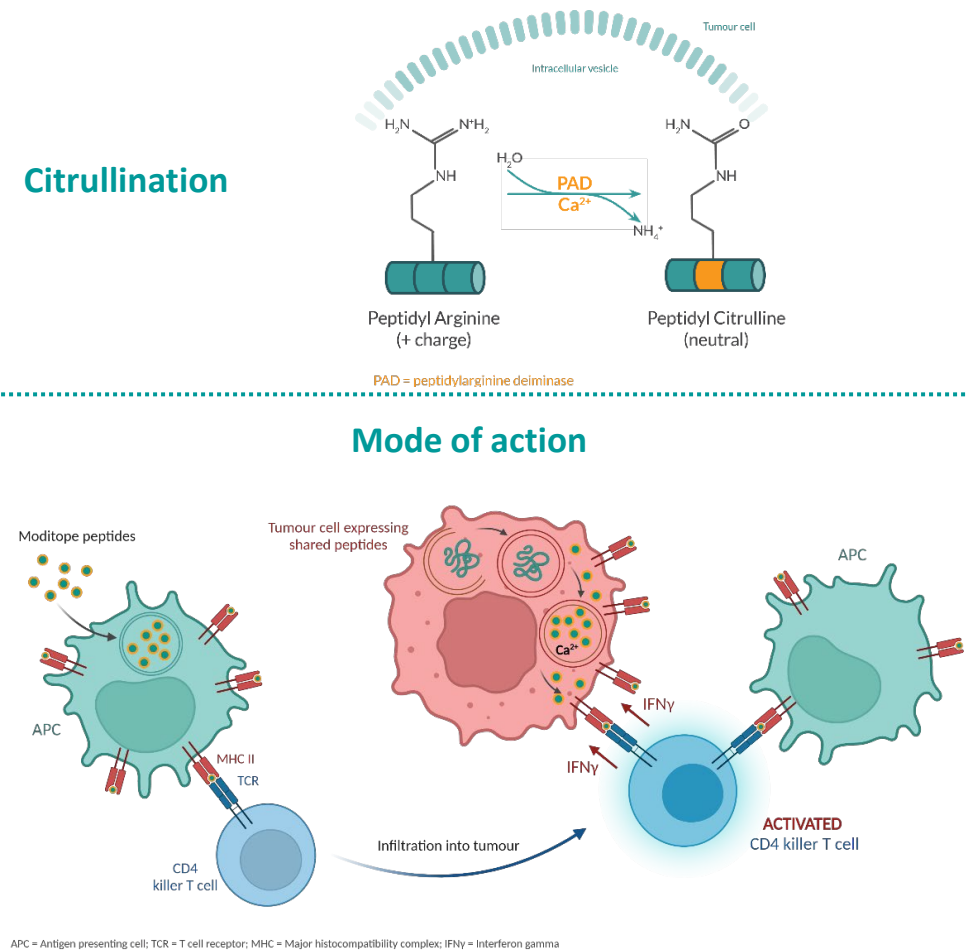 Tumour cell
Intracellular vesicle
H₂N
N⁺H₂
NH
H₂O
PAD
Ca²⁺
NH₄⁺
H₂N
O
NH
Citrullination
Peptidyl Arginine
(+ charge)
Peptidyl Citrulline
(neutral)
PAD = peptidylarginine deiminase
Mode of action
Moditope peptides
Tumour cell expressing
shared peptides
APC
Ca²⁺
APC
MHC II
TCR
IFNγ
IFNγ
CD4
killer T cell
Infiltration into tumour
ACTIVATED
CD4 killer T cell
APC = Antigen presenting cell; TCR = T cell receptor; MHC = Major histocompatibility complex; IFNγ = Interferon gamma